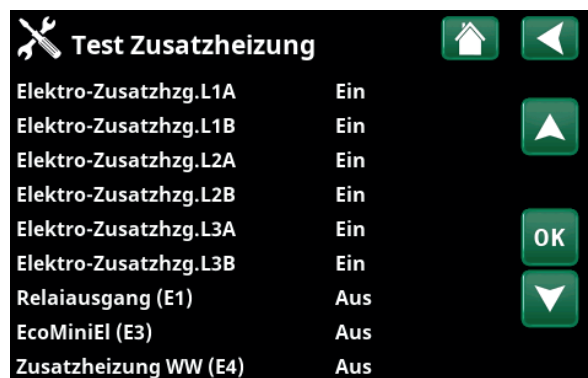 Test Zusatzheizung
Elektro-Zusatzhzg.L1A Ein
Elektro-Zusatzhzg.L1B Ein
Elektro-Zusatzhzg.L2A Ein
Elektro-Zusatzhzg.L2B Ein
Elektro-Zusatzhzg.L3A Ein
OK
Elektro-Zusatzhzg.L3B Ein
Relaiausgang (E1) Aus
EcoMiniEl (E3) Aus
Zusatzheizung WW (E4) Aus